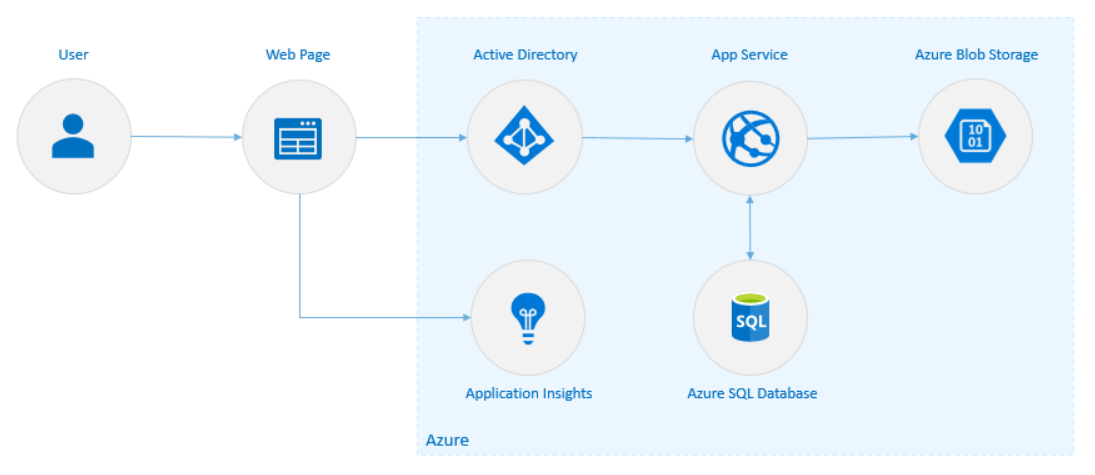 User
Web Page
Active Directory
App Service
Azure Blob Storage
10
01
SQL
Application Insights
Azure SQL Database
Azure